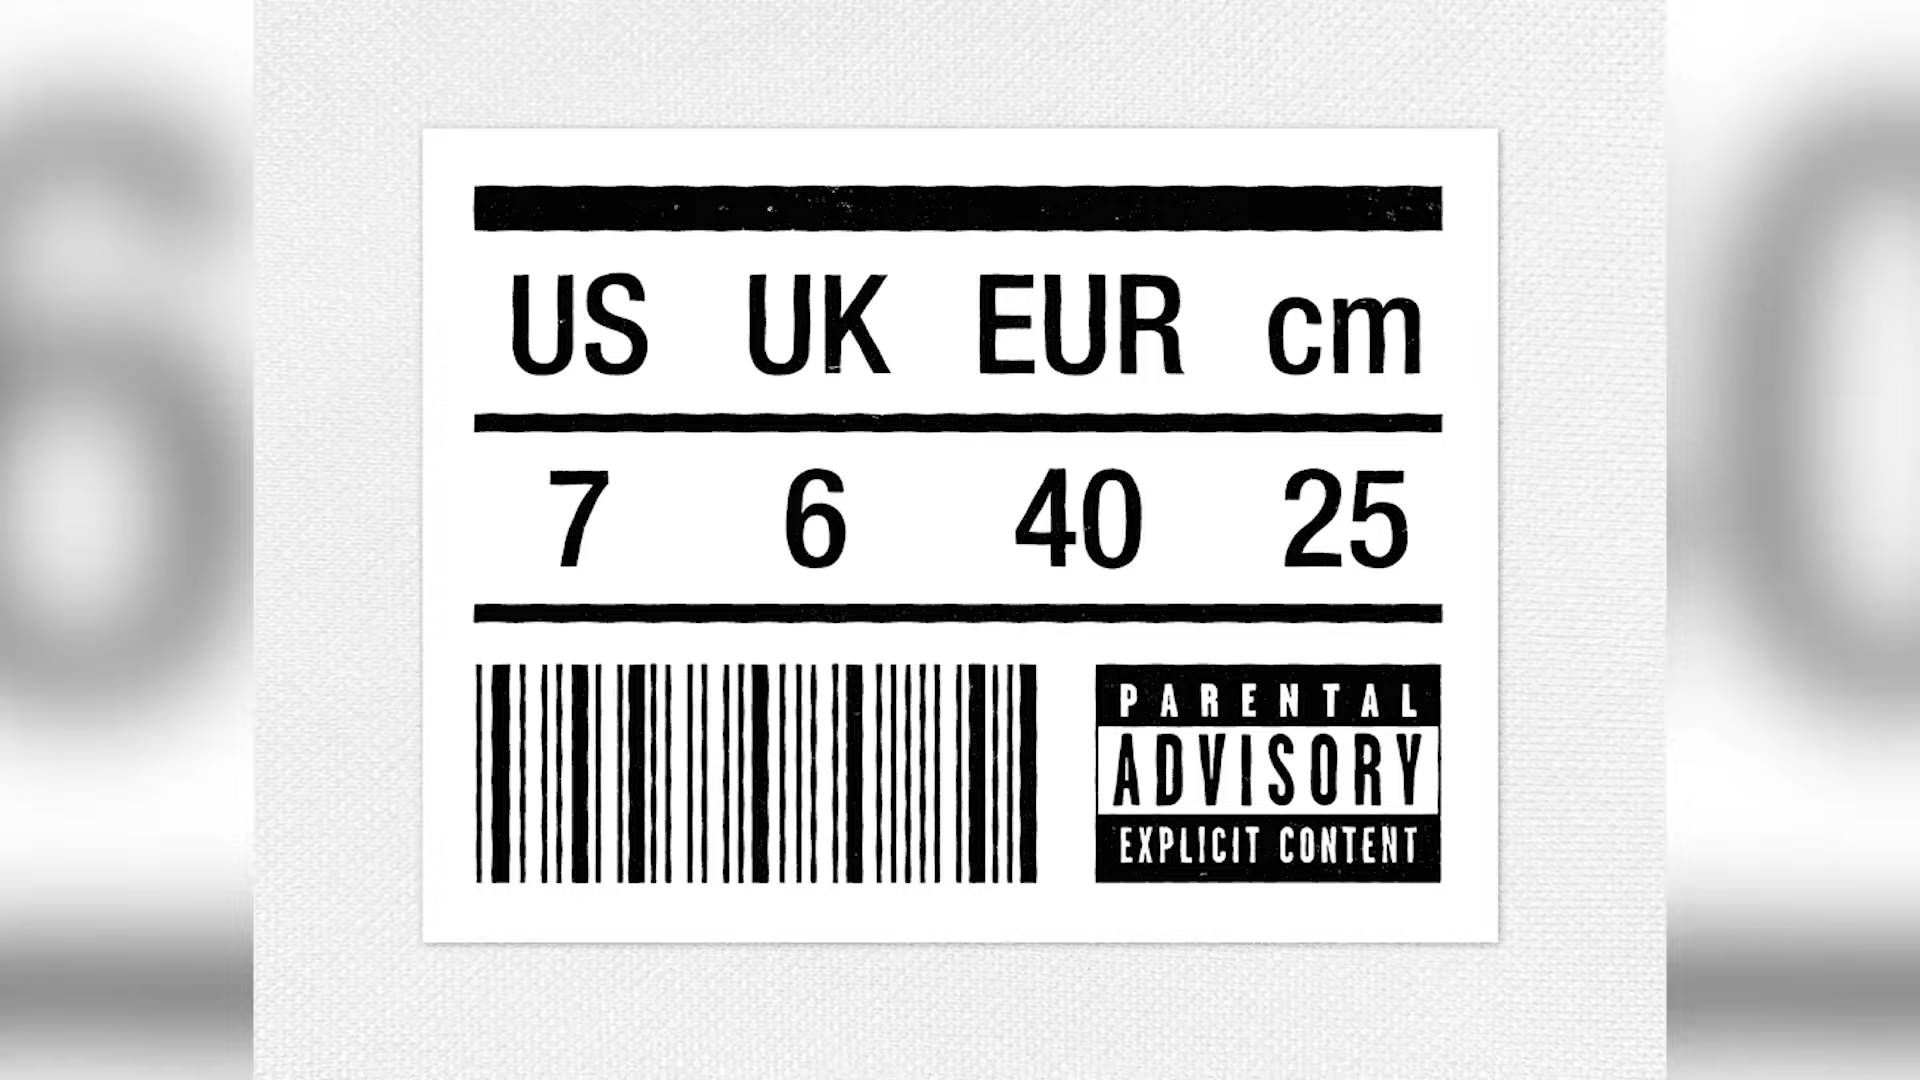 US UK EUR cm
7 6 40 25
PARENTAL
ADVISORY
EXPLICIT CONTENT